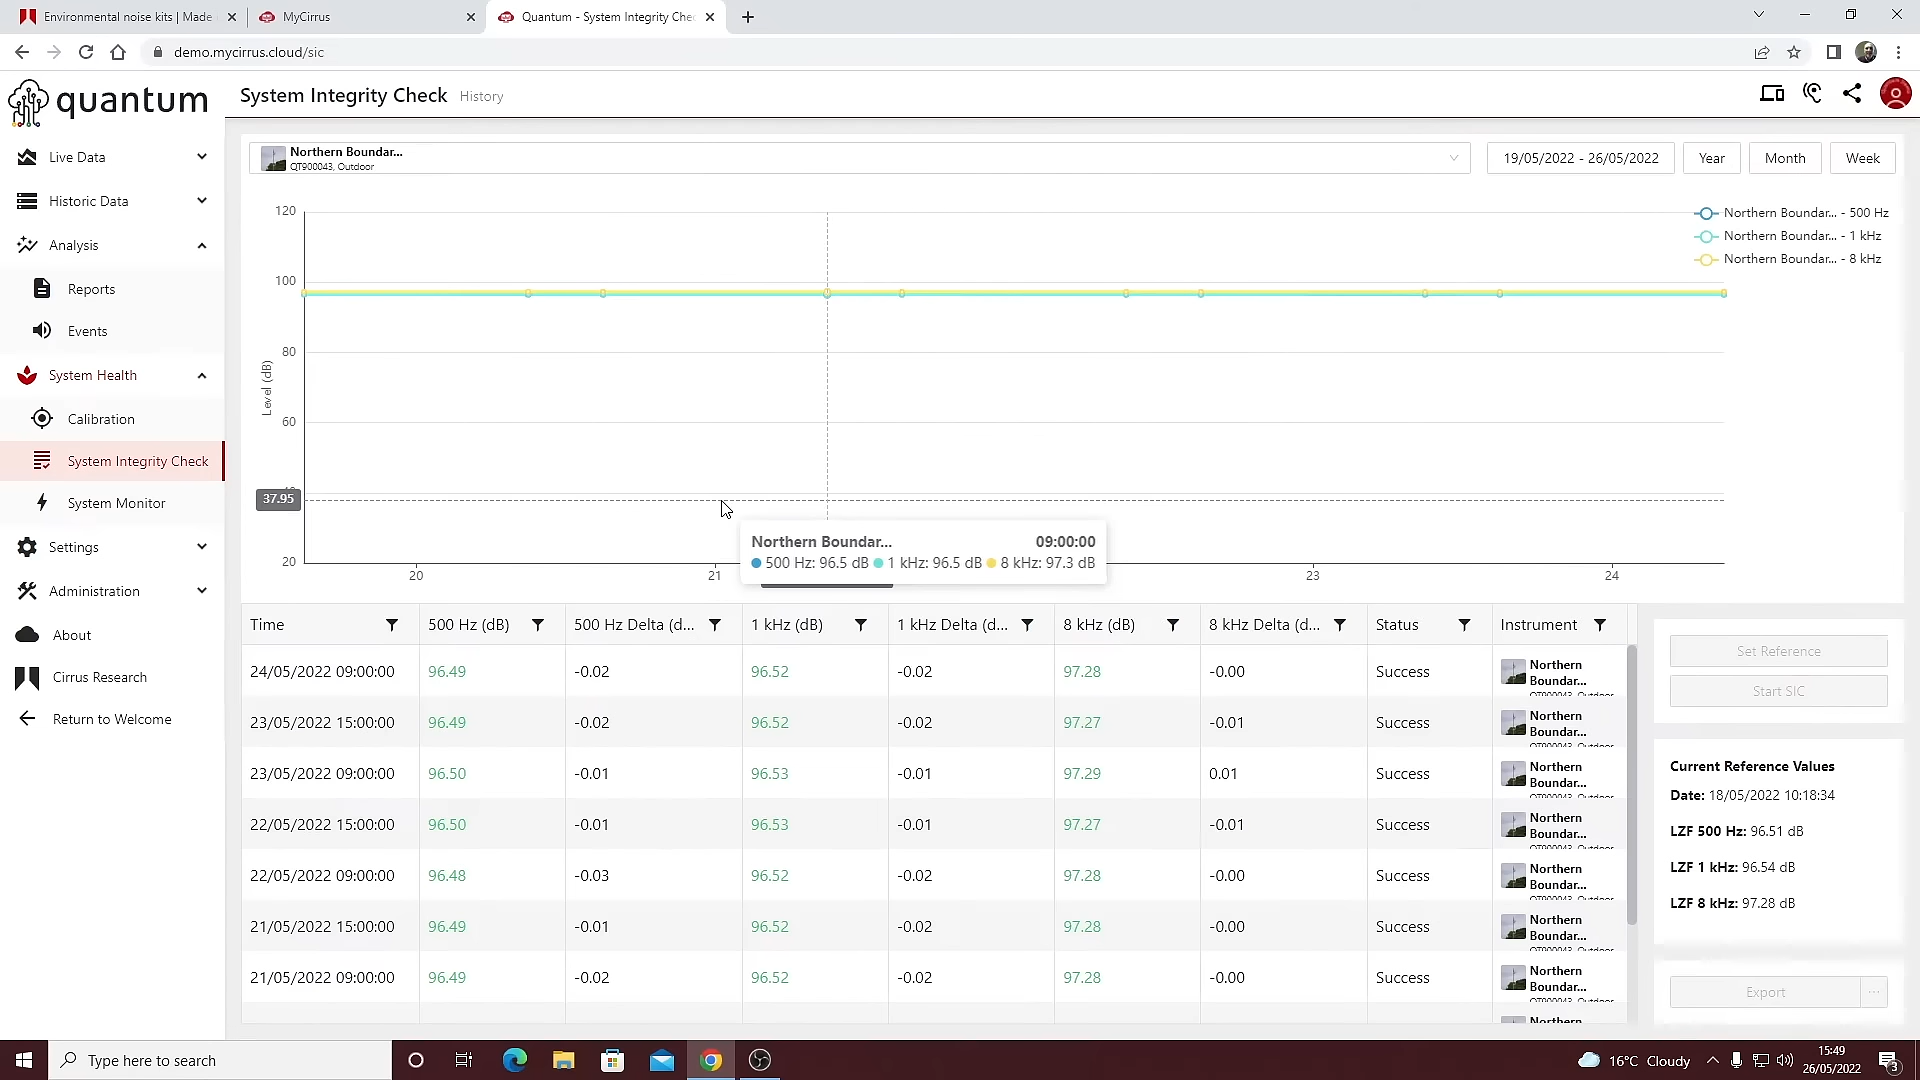 Environmental noise kits | Made
MyCirrus
Quantum - System Integrity Chec
demo.mycirrus.cloud/sic
quantum
System Integrity Check History
Live Data
Historic Data
Analysis
Reports
Events
System Health
Calibration
System Integrity Check
System Monitor
Settings
Administration
About
Cirrus Research
Return to Welcome
Northern Boundar...
QT900043, Outdoor
19/05/2022 - 26/05/2022
Year
Month
Week
Northern Boundar... - 500 Hz
Northern Boundar... - 1 kHz
Northern Boundar... - 8 kHz
Level (dB)
120
100
80
60
37.95
20
20
21
23
24
Northern Boundar... 09:00:00
500 Hz: 96.5 dB 1 kHz: 96.5 dB 8 kHz: 97.3 dB
Time 500 Hz (dB) 500 Hz Delta (d... 1 kHz (dB) 1 kHz Delta (d... 8 kHz (dB) 8 kHz Delta (d... Status Instrument
24/05/2022 09:00:00 96.49 -0.02 96.52 -0.02 97.28 -0.00 Success Northern
Boundar...
QT900043, Outdoor
23/05/2022 15:00:00 96.49 -0.02 96.52 -0.02 97.27 -0.01 Success Northern
Boundar...
QT900043, Outdoor
23/05/2022 09:00:00 96.50 -0.01 96.53 -0.01 97.29 0.01 Success Northern
Boundar...
QT900043, Outdoor
22/05/2022 15:00:00 96.50 -0.01 96.53 -0.01 97.27 -0.01 Success Northern
Boundar...
QT900043, Outdoor
22/05/2022 09:00:00 96.48 -0.03 96.52 -0.02 97.28 -0.00 Success Northern
Boundar...
QT900043, Outdoor
21/05/2022 15:00:00 96.49 -0.01 96.52 -0.02 97.28 -0.00 Success Northern
Boundar...
QT900043, Outdoor
21/05/2022 09:00:00 96.49 -0.02 96.52 -0.02 97.28 -0.00 Success Northern
Boundar...
QT900043, Outdoor
Northern
Set Reference
Start SIC
Current Reference Values
Date: 18/05/2022 10:18:34
LZF 500 Hz: 96.51 dB
LZF 1 kHz: 96.54 dB
LZF 8 kHz: 97.28 dB
Export
...
Type here to search
16°C Cloudy
15:49
26/05/2022
3